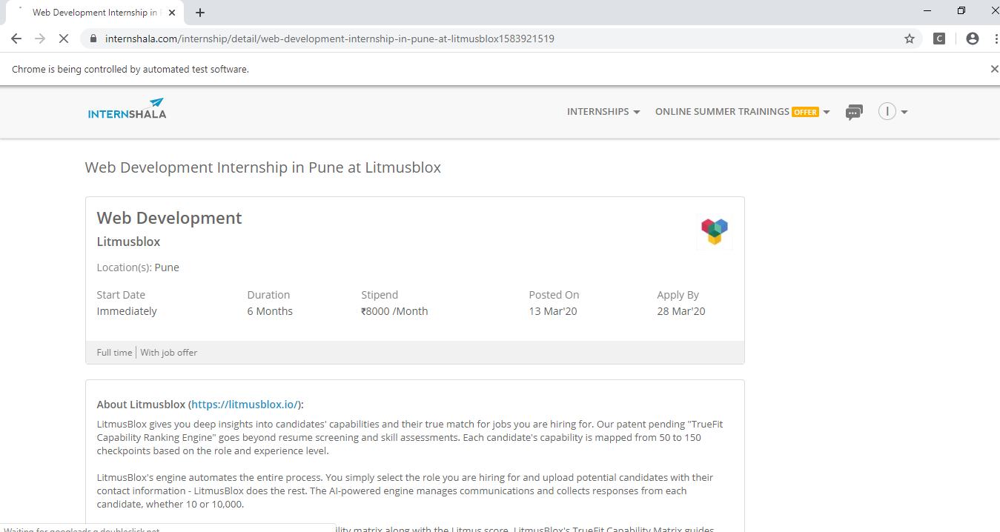 Web Development Internship in
internshala.com/internship/detail/web-development-internship-in-pune-at-litmusblox1583921519
C
Chrome is being controlled by automated test software.
INTERNSHALA
INTERNSHIPS
ONLINE SUMMER TRAININGS OFFER
I
Web Development Internship in Pune at Litmusblox
Web Development
Litmusblox
Location(s): Pune
Start Date Duration Stipend Posted On Apply By
Immediately 6 Months ₹8000 /Month 13 Mar'20 28 Mar'20
Full time With job offer
About Litmusblox (https://litmusblox.io/):
LitmusBlox gives you deep insights into candidates' capabilities and their true match for jobs you are hiring for. Our patent pending "TrueFit
Capability Ranking Engine" goes beyond resume screening and skill assessments. Each candidate's capability is mapped from 50 to 150
checkpoints based on the role and experience level.
LitmusBlox's engine automates the entire process. You simply select the role you are hiring for and upload potential candidates with their
contact information - LitmusBlox does the rest. The AI-powered engine manages communications and collects responses from each
candidate, whether 10 or 10,000.
matrix along with the Litmus score. LitmusBlox's TrueFit Capability Matrix guides
Waiting for googleads.g.doubleclick.net